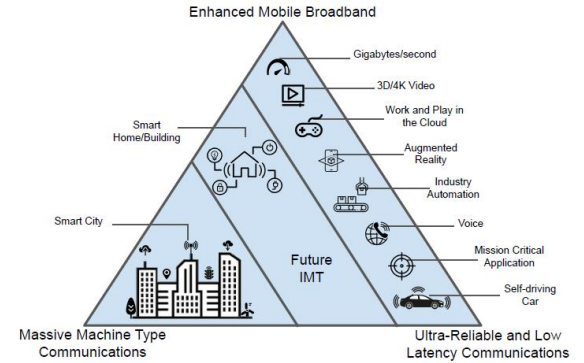 Enhanced Mobile Broadband
Gigabytes/second
3D/4K Video
Work and Play in
the Cloud
Smart
Home/Building
Augmented
Reality
Industry
Automation
Smart City
Voice
Future
IMT
Mission Critical
Application
Self-driving
Car
Massive Machine Type
Communications
Ultra-Reliable and Low
Latency Communications